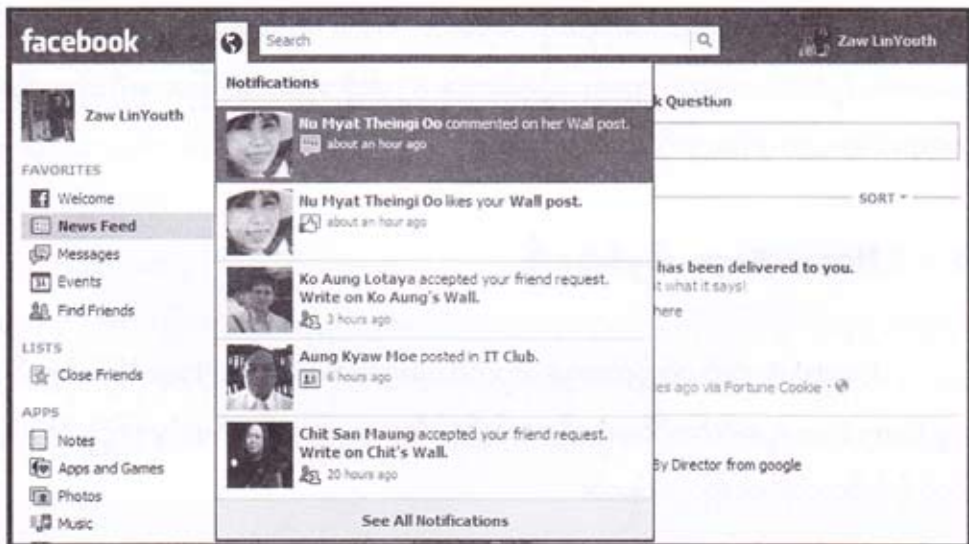 facebook
Search
Zaw LinYouth
Zaw LinYouth
FAVORITES
Welcome
News Feed
Messages
31 Events
Find Friends
LISTS
Close Friends
APPS
Notes
Apps and Games
Photos
Music
Notifications
Nu Myat Theingi Oo commented on her Wall post.
about an hour ago
Nu Myat Theingi Oo likes your Wall post.
about an hour ago
Ko Aung Lotaya accepted your friend request.
Write on Ko Aung's Wall.
3 hours ago
Aung Kyaw Moe posted in IT Club.
6 hours ago
Chit San Maung accepted your friend request.
Write on Chit's Wall.
20 hours ago
See All Notifications
k Question
SORT
has been delivered to you.
t what it says!
here
es ago via Fortune Cookie ·
By Director from google